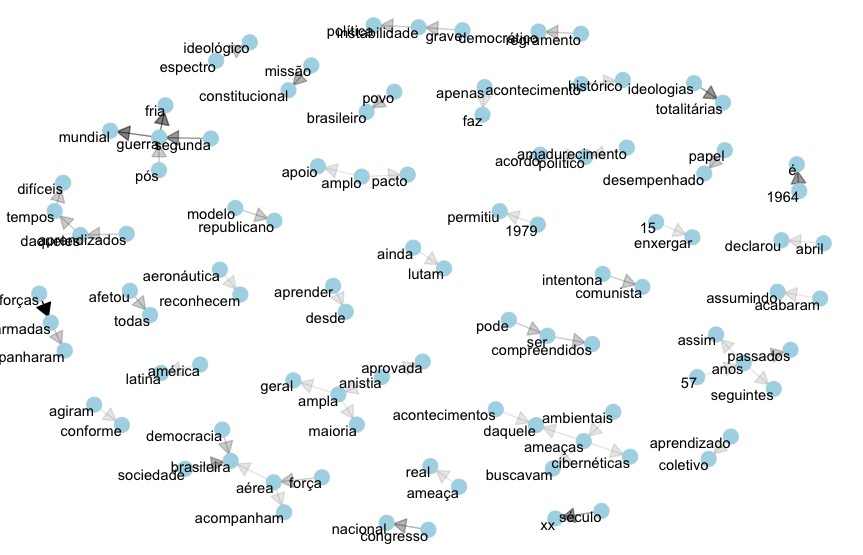 política
instabilidade
grave
democrático
regramento
ideológico
espectro
missão
constitucional
povo
brasileiro
apenas
faz
acontecimento
histórico
ideologias
totalitárias
fria
mundial
guerra
segunda
pós
acordo
político
amadurecimento
papel
desempenhado
é
1964
apoio
amplo
pacto
difíceis
tempos
daqueles
aprendizados
modelo
republicano
permitiu
1979
15
enxergar
declarou
abril
ainda
lutam
aeronáutica
reconhecem
aprender
desde
intentona
comunista
assumindo
acabaram
forças
armadas
panharam
afetou
todas
pode
ser
compreendidos
assim
passados
anos
57
seguintes
américa
latina
aprovada
anistia
geral
ampla
maioria
agiram
conforme
acontecimentos
daquele
ambientais
ameaças
cibernéticas
buscavam
aprendizado
coletivo
democracia
brasileira
sociedade
aérea
força
acompanham
real
ameaça
nacional
congresso
xx
século